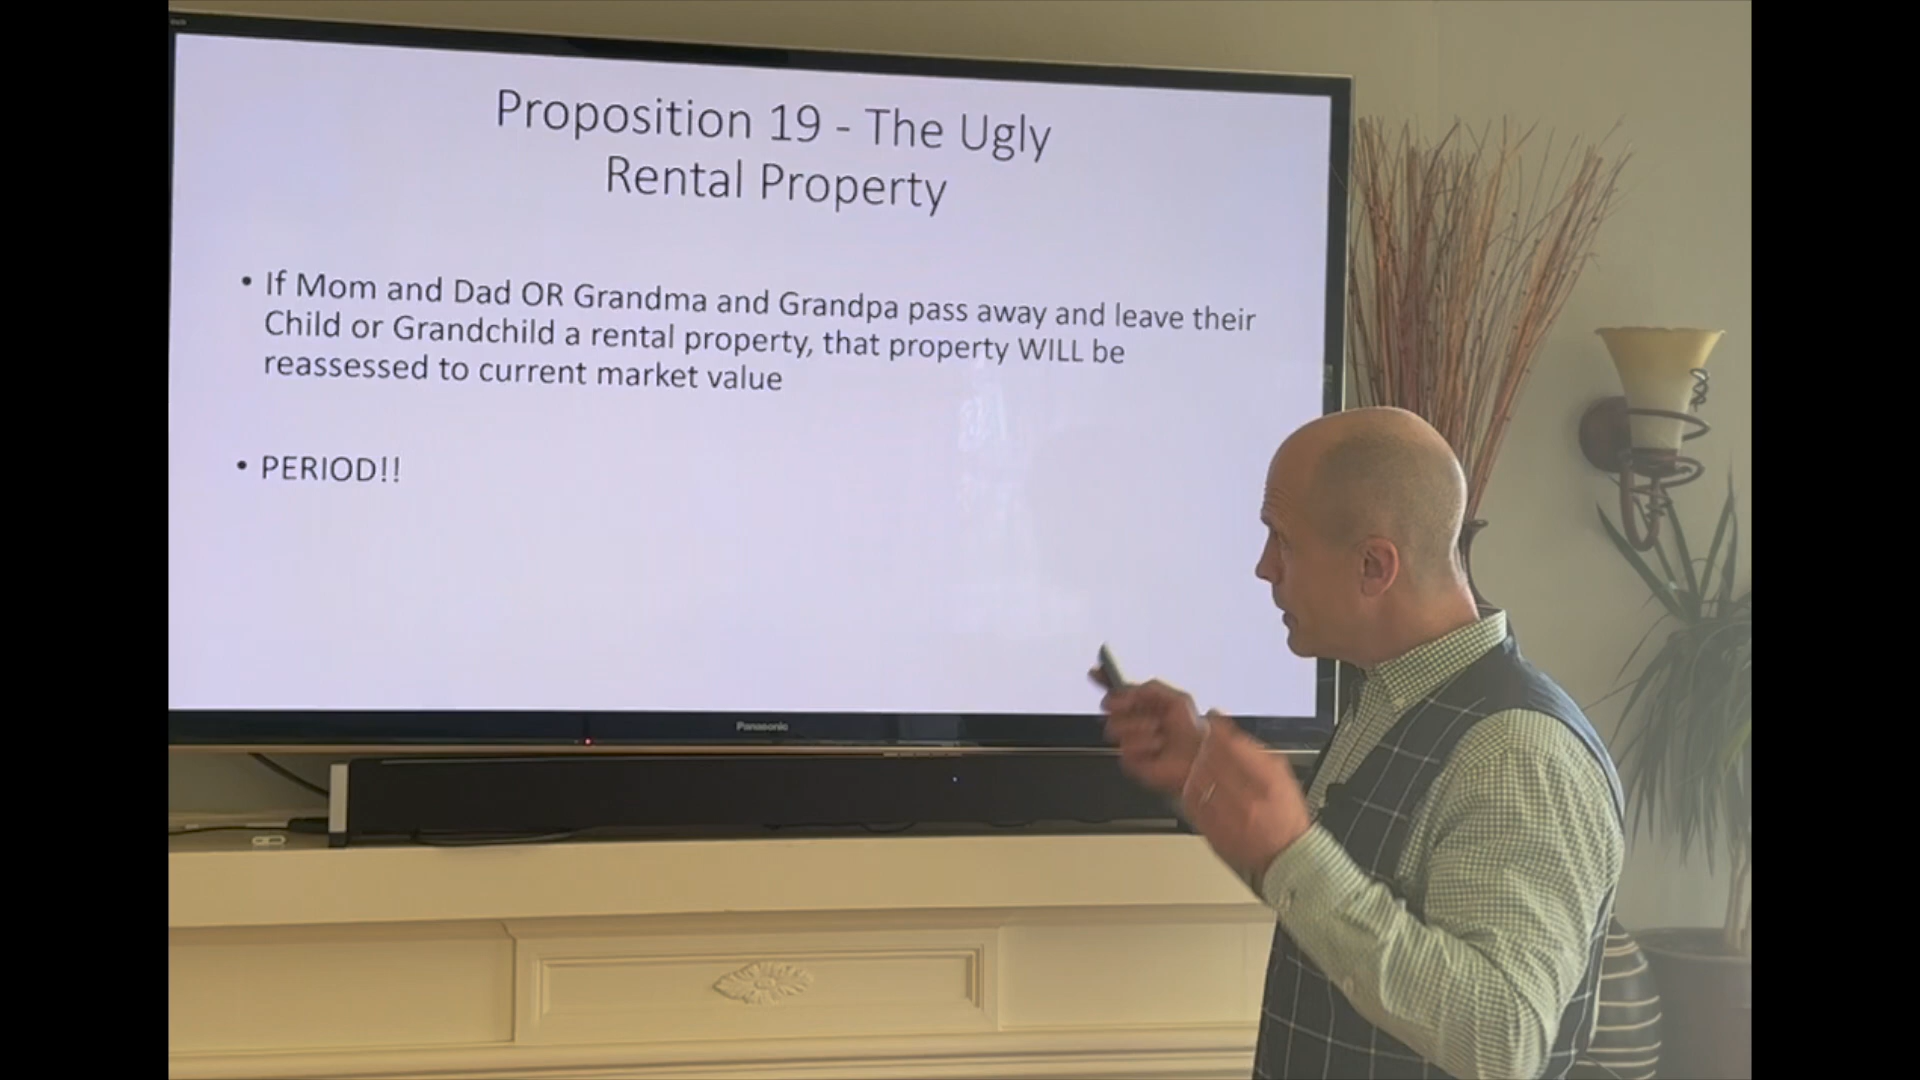 Proposition 19 - The Ugly
Rental Property
• If Mom and Dad OR Grandma and Grandpa pass away and leave their
Child or Grandchild a rental property, that property WILL be
reassessed to current market value
• PERIOD!!
Panasonic